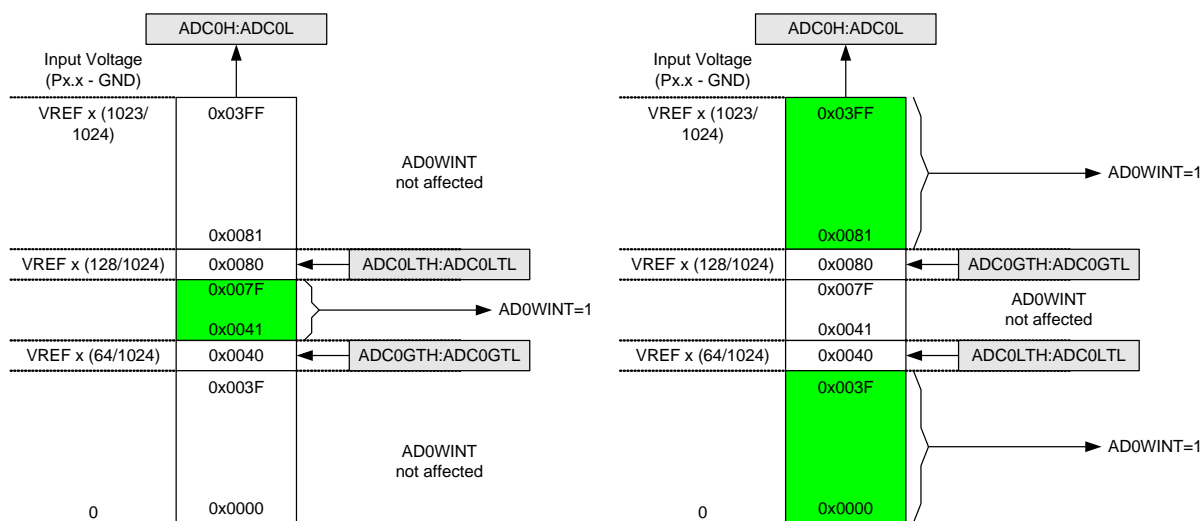 ADC0H:ADC0L
Input Voltage
(Px.x - GND)
VREF x (1023/
1024)
0x03FF
AD0WINT
not affected
0x0081
VREF x (128/1024)
0x0080
ADC0LTH:ADC0LTL
0x007F
AD0WINT=1
0x0041
VREF x (64/1024)
0x0040
ADC0GTH:ADC0GTL
0x003F
AD0WINT
not affected
0
0x0000
ADC0H:ADC0L
Input Voltage
(Px.x - GND)
VREF x (1023/
1024)
0x03FF
AD0WINT=1
0x0081
VREF x (128/1024)
0x0080
ADC0GTH:ADC0GTL
0x007F
AD0WINT
not affected
0x0041
VREF x (64/1024)
0x0040
ADC0LTH:ADC0LTL
0x003F
AD0WINT=1
0
0x0000